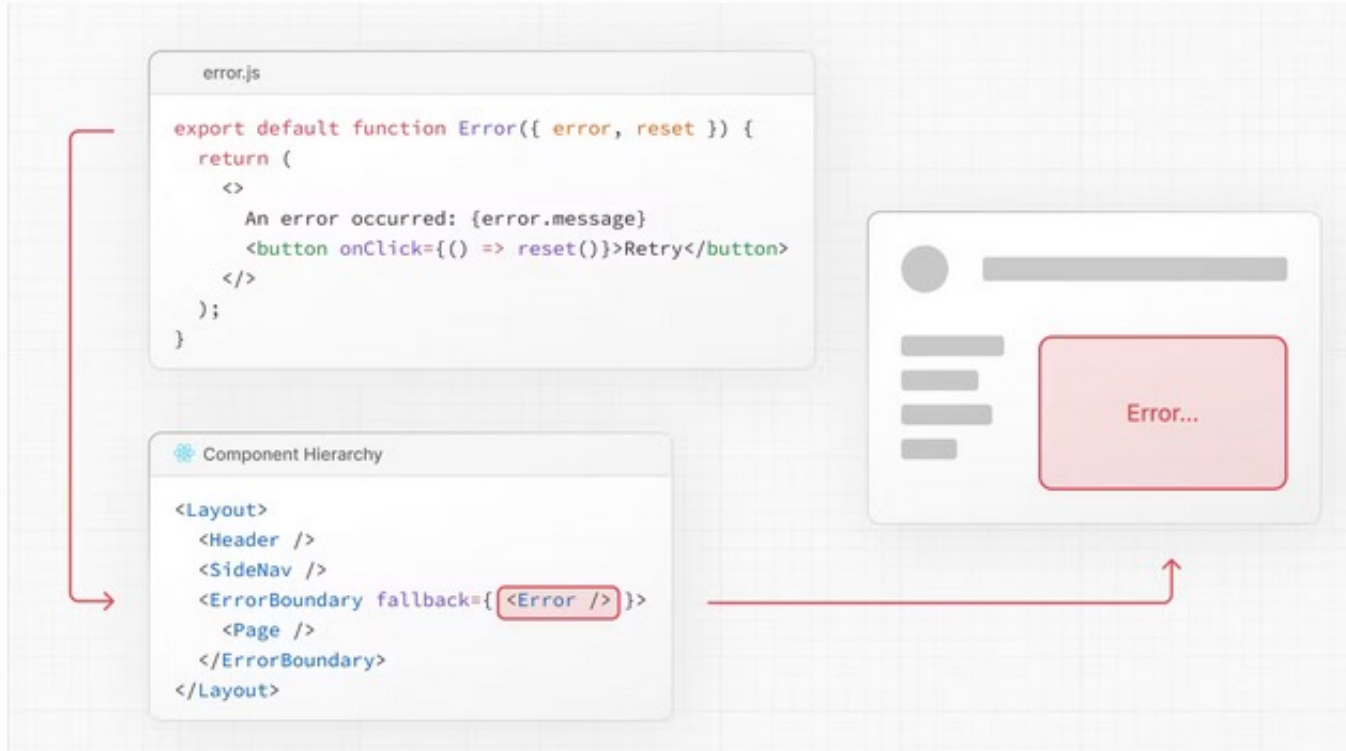 error.js
export default function Error({ error, reset }) {
  return (
    <>
      An error occurred: {error.message}
      <button onClick={() => reset()}>Retry</button>
    </>
  );
}
Component Hierarchy
<Layout>
  <Header />
  <SideNav />
  <ErrorBoundary fallback={ <Error /> }>
    <Page />
  </ErrorBoundary>
</Layout>
Error...